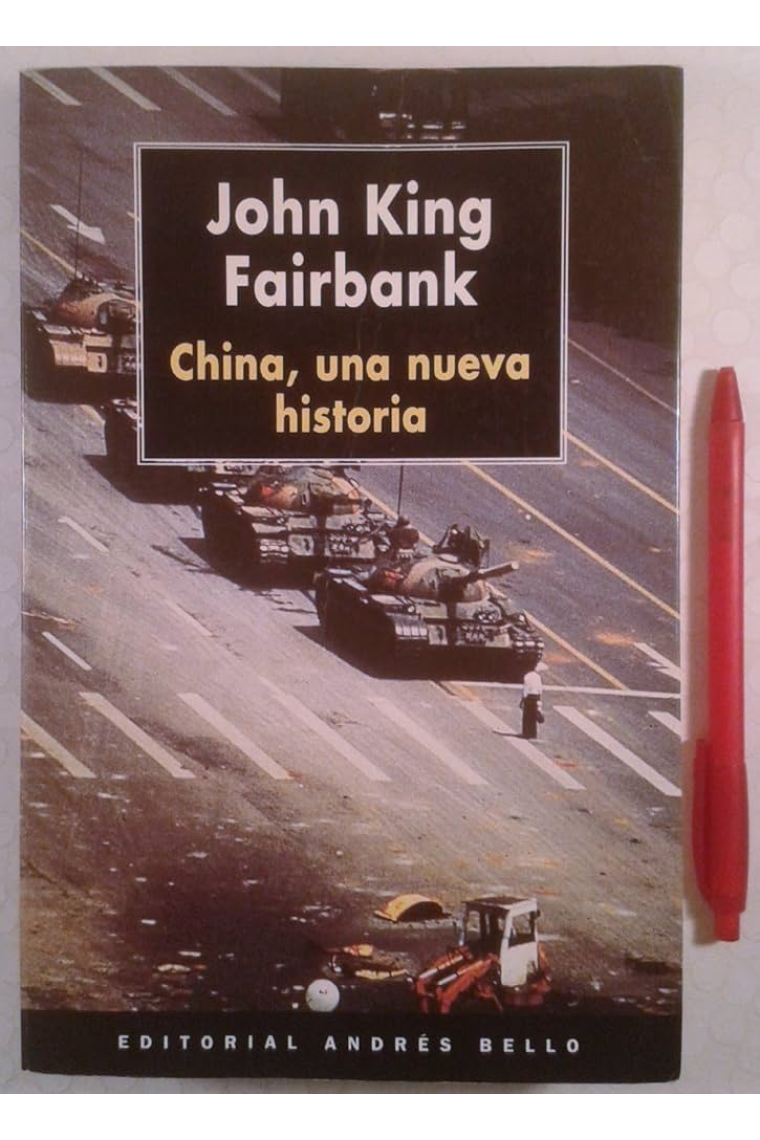 John King
Fairbank
China, una nueva
historia
EDITORIAL ANDRÉS BELLO